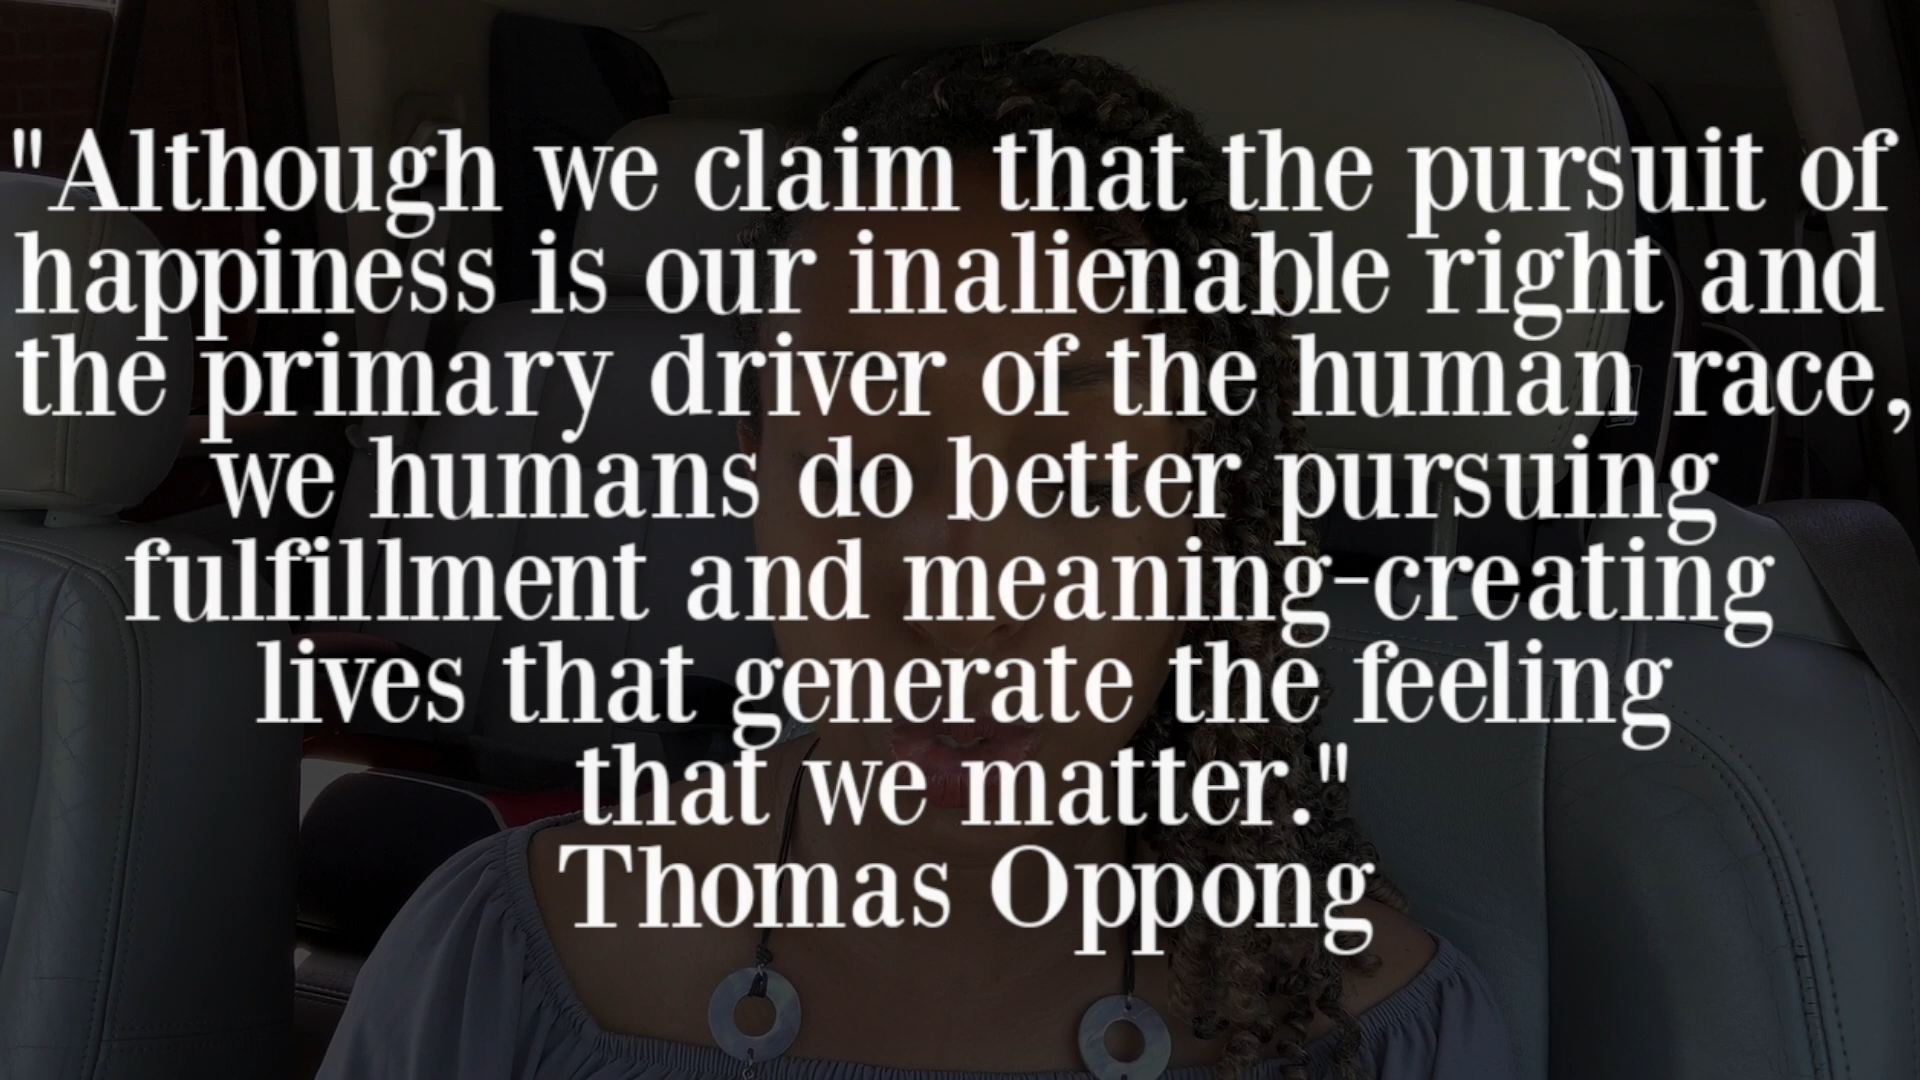 "Although we claim that the pursuit of
happiness is our inalienable right and
the primary driver of the human race,
we humans do better pursuing
fulfillment and meaning-creating
lives that generate the feeling
that we matter."
Thomas Oppong